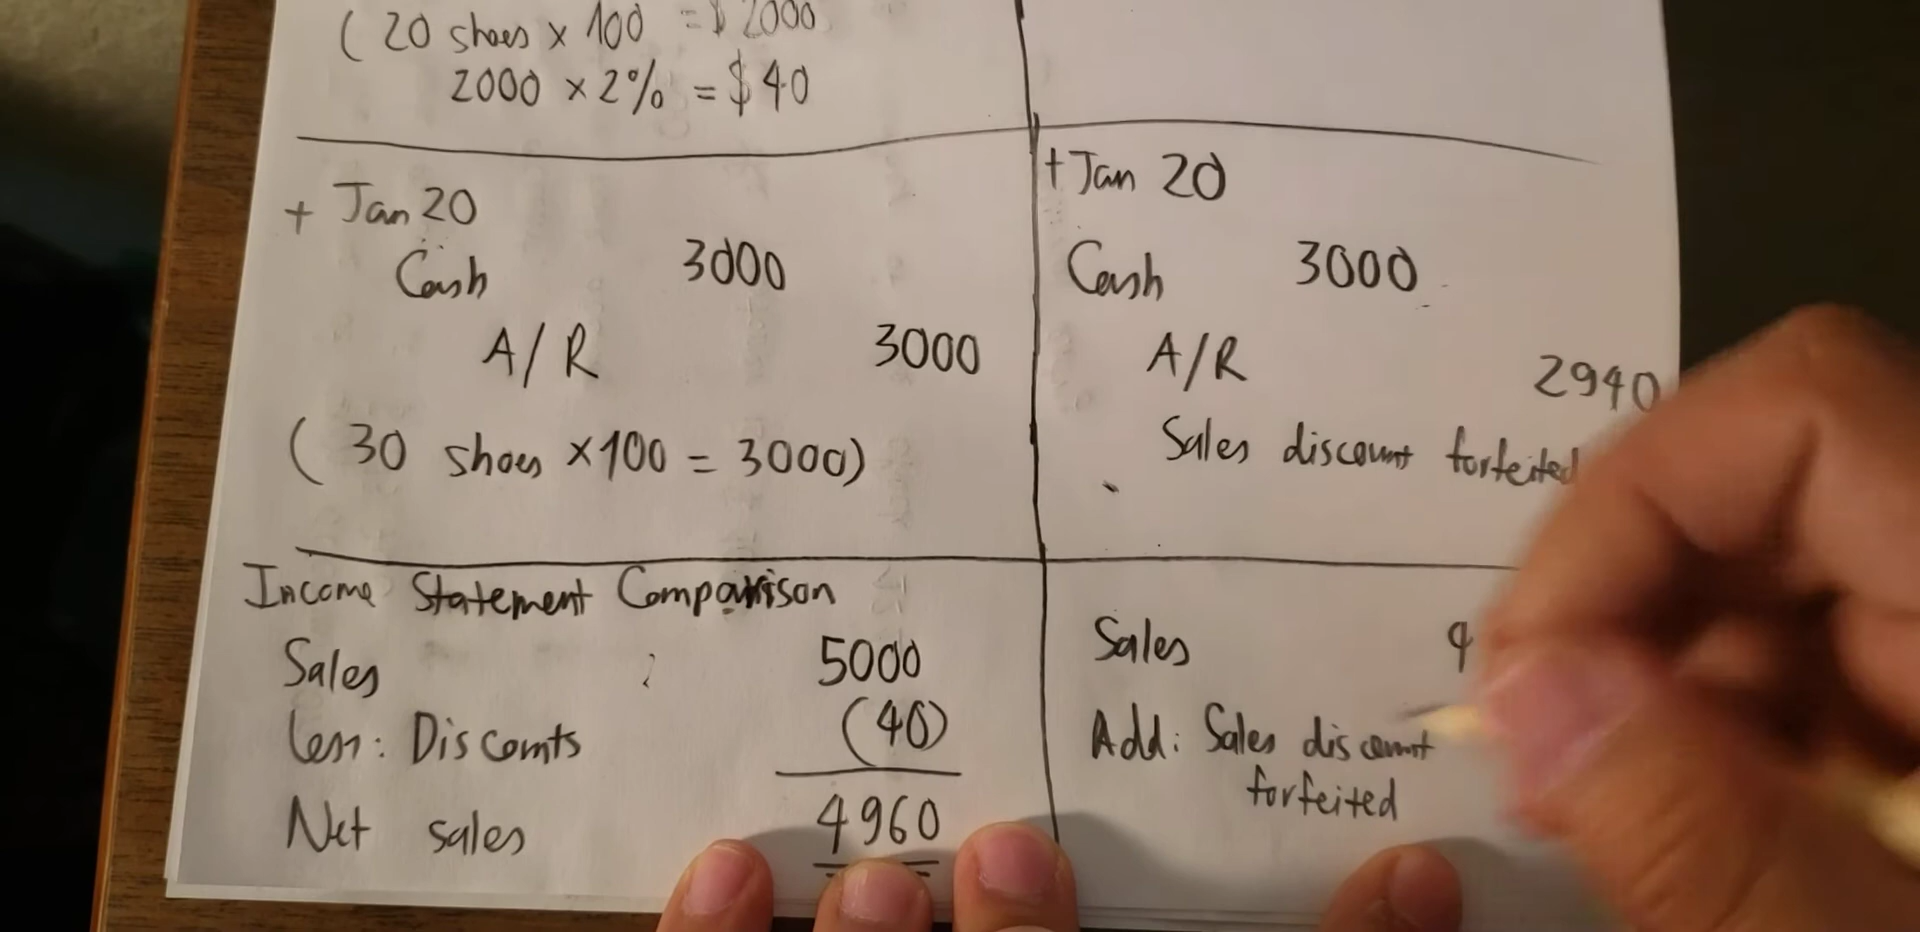 ( 20 shoes × 100 = $ 2000
2000 × 2% = $ 40
+ Jan 20
Cash 3000
A/R 3000
( 30 shoes ×100 = 3000)
+ Jan 20
Cash 3000
A/R 2940
Sales discount forfeited
Income Statement Comparison
Sales 5000
Less: Discounts (40)
Net sales 4960
Sales
Add: Sales discount
forfeited